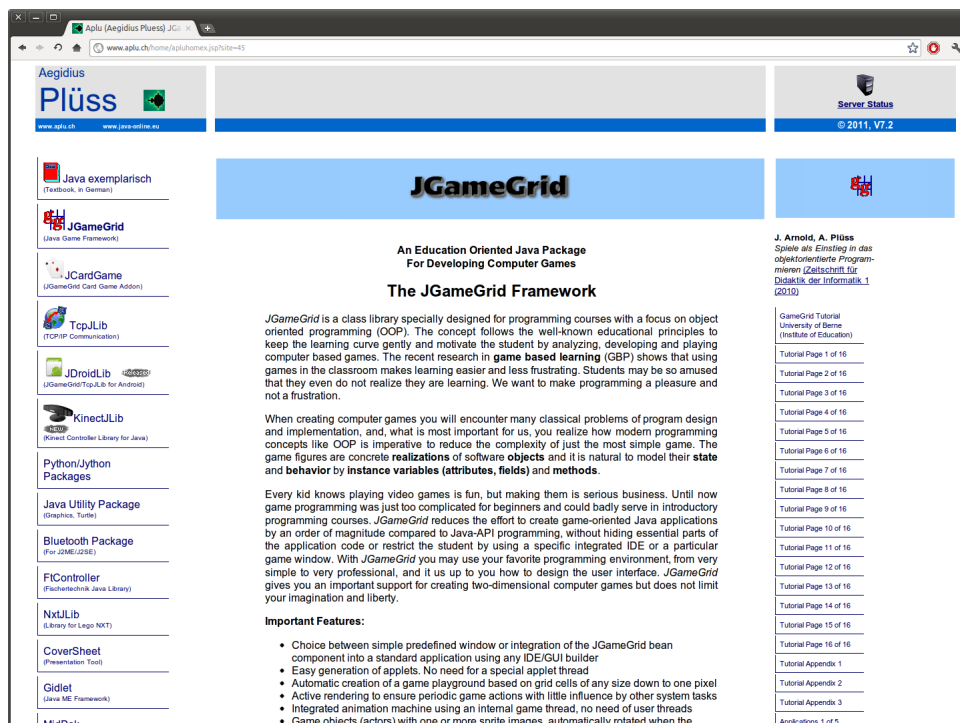 Aplu (Aegidius Pluess) JGa
www.aplu.ch/home/apluhomex.jsp?site=45
Aegidius
Plüss
www.aplu.ch www.java-online.eu
Server Status
© 2011, V7.2
Java exemplarisch
(Textbook, in German)
JGameGrid
(Java Game Framework)
JCardGame
(JGameGrid Card Game Addon)
TcpJLib
(TCP/IP Communication)
JDroidLib
(JGameGrid/TcpJLib for Android)
KinectJLib
NEW
(Kinect Controller Library for Java)
Python/Jython
Packages
Java Utility Package
(Graphics, Turtle)
Bluetooth Package
(For J2ME/J2SE)
FtController
(Fischertechnik Java Library)
NxtJLib
(Library for Lego NXT)
CoverSheet
(Presentation Tool)
Gidlet
(Java ME Framework)
JGameGrid
An Education Oriented Java Package
For Developing Computer Games
The JGameGrid Framework
JGameGrid is a class library specially designed for programming courses with a focus on object
oriented programming (OOP). The concept follows the well-known educational principles to
keep the learning curve gently and motivate the student by analyzing, developing and playing
computer based games. The recent research in game based learning (GBP) shows that using
games in the classroom makes learning easier and less frustrating. Students may be so amused
that they even do not realize they are learning. We want to make programming a pleasure and
not a frustration.
When creating computer games you will encounter many classical problems of program design
and implementation, and, what is most important for us, you realize how modern programming
concepts like OOP is imperative to reduce the complexity of just the most simple game. The
game figures are concrete realizations of software objects and it is natural to model their state
and behavior by instance variables (attributes, fields) and methods.
Every kid knows playing video games is fun, but making them is serious business. Until now
game programming was just too complicated for beginners and could badly serve in introductory
programming courses. JGameGrid reduces the effort to create game-oriented Java applications
by an order of magnitude compared to Java-API programming, without hiding essential parts of
the application code or restrict the student by using a specific integrated IDE or a particular
game window. With JGameGrid you may use your favorite programming environment, from very
simple to very professional, and it us up to you how to design the user interface. JGameGrid
gives you an important support for creating two-dimensional computer games but does not limit
your imagination and liberty.
Important Features:
• Choice between simple predefined window or integration of the JGameGrid bean
component into a standard application using any IDE/GUI builder
• Easy generation of applets. No need for a special applet thread
• Automatic creation of a game playground based on grid cells of any size down to one pixel
• Active rendering to ensure periodic game actions with little influence by other system tasks
• Integrated animation machine using an internal game thread, no need of user threads
• Game objects (actors) with one or more sprite images, automatically rotated when the
J. Arnold, A. Plüss
Spiele als Einstieg in das
objektorientierte Program-
mieren (Zeitschrift für
Didaktik der Informatik 1
(2010)
GameGrid Tutorial
University of Berne
(Institute of Education)
Tutorial Page 1 of 16
Tutorial Page 2 of 16
Tutorial Page 3 of 16
Tutorial Page 4 of 16
Tutorial Page 5 of 16
Tutorial Page 6 of 16
Tutorial Page 7 of 16
Tutorial Page 8 of 16
Tutorial Page 9 of 16
Tutorial Page 10 of 16
Tutorial Page 11 of 16
Tutorial Page 12 of 16
Tutorial Page 13 of 16
Tutorial Page 14 of 16
Tutorial Page 15 of 16
Tutorial Page 16 of 16
Tutorial Appendix 1
Tutorial Appendix 2
Tutorial Appendix 3
Applications 1 of 5